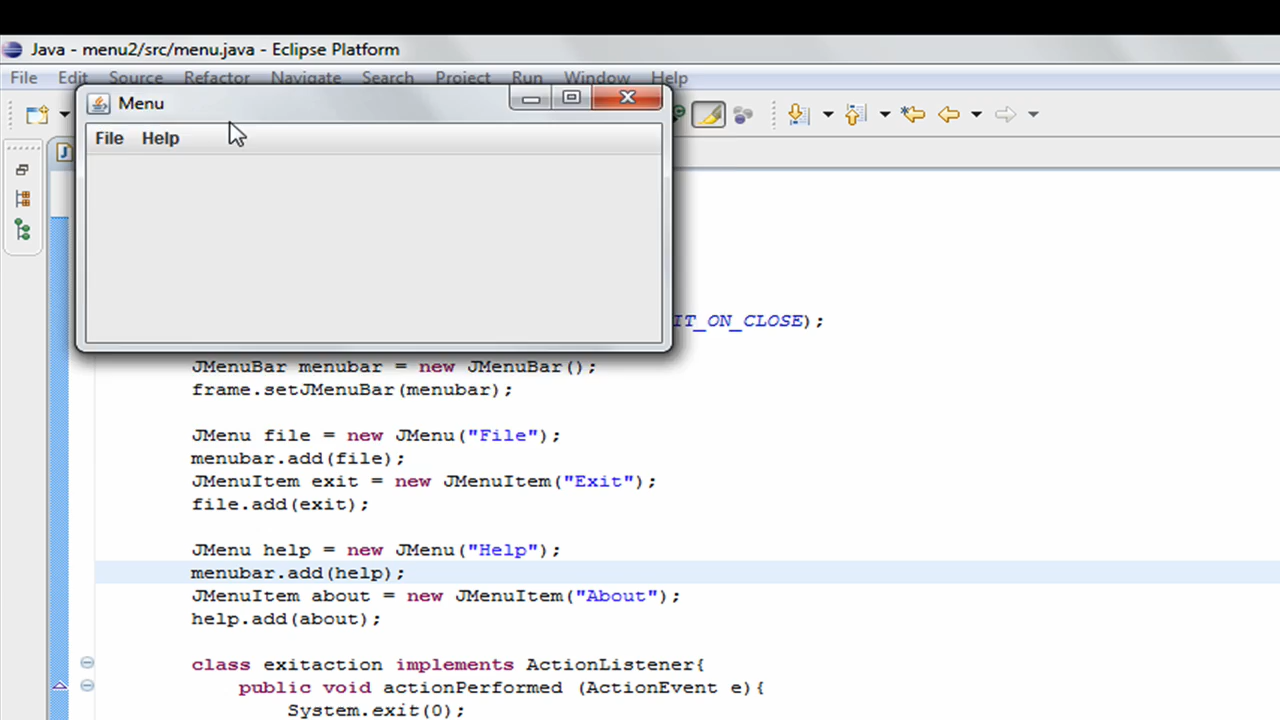 Java - menu2/src/menu.java - Eclipse Platform
File Edit Source Refactor Navigate Search Project Run Window Help
Menu
File Help
IT_ON_CLOSE);
JMenuBar menubar = new JMenuBar();
frame.setJMenuBar(menubar);
JMenu file = new JMenu("File");
menubar.add(file);
JMenuItem exit = new JMenuItem("Exit");
file.add(exit);
JMenu help = new JMenu("Help");
menubar.add(help);
JMenuItem about = new JMenuItem("About");
help.add(about);
class exitaction implements ActionListener{
public void actionPerformed (ActionEvent e){
System.exit(0);